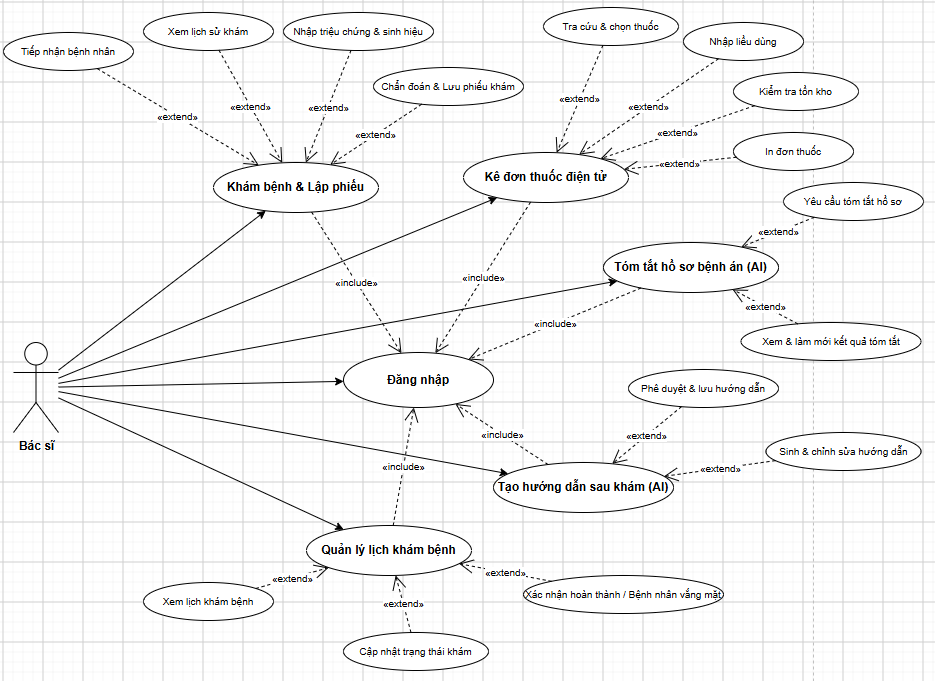 Tra cứu & chọn thuốc
Xem lịch sử khám
Nhập triệu chứng & sinh hiệu
Nhập liều dùng
Tiếp nhận bệnh nhân
Chẩn đoán & Lưu phiếu khám
Kiểm tra tồn kho
«extend»
«extend»
«extend»
«extend»
«extend»
«extend»
«extend»
In đơn thuốc
«extend»
Kê đơn thuốc điện tử
Khám bệnh & Lập phiếu
Yêu cầu tóm tắt hồ sơ
«extend»
Tóm tắt hồ sơ bệnh án (AI)
«include»
«include»
«extend»
«include»
Xem & làm mới kết quả tóm tắt
Đăng nhập
Phê duyệt & lưu hướng dẫn
Bác sĩ
«include»
«extend»
Sinh & chỉnh sửa hướng dẫn
«include»
«extend»
Tạo hướng dẫn sau khám (AI)
Quản lý lịch khám bệnh
«extend»
«extend»
Xem lịch khám bệnh
«extend»
Xác nhận hoàn thành / Bệnh nhân vắng mặt
Cập nhật trạng thái khám